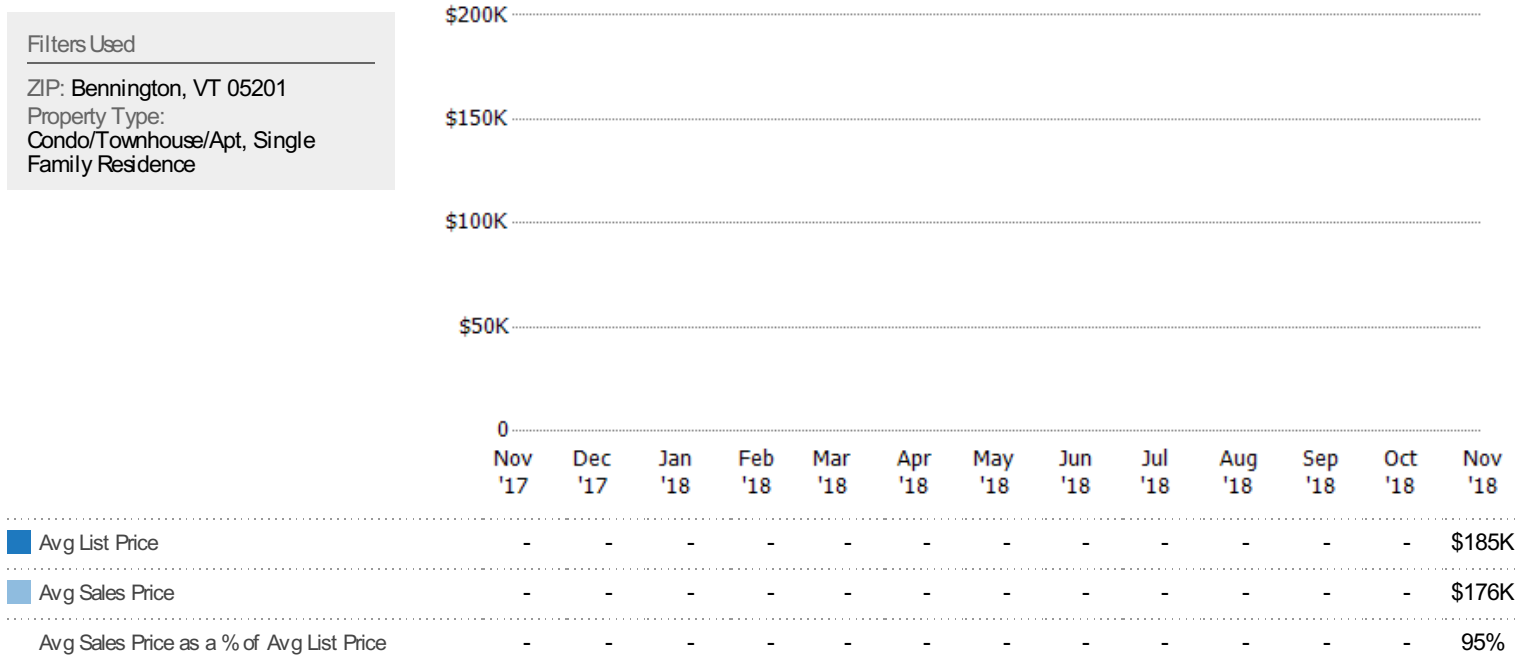 Filters Used
ZIP: Bennington, VT 05201
Property Type:
Condo/Townhouse/Apt, Single
Family Residence
$200K
$150K
$100K
$50K
0
Nov Dec Jan Feb Mar Apr May Jun Jul Aug Sep Oct Nov
'17 '17 '18 '18 '18 '18 '18 '18 '18 '18 '18 '18 '18
Avg List Price - - - - - - - - - - - - $185K
Avg Sales Price - - - - - - - - - - - - $176K
Avg Sales Price as a % of Avg List Price - - - - - - - - - - - - 95%